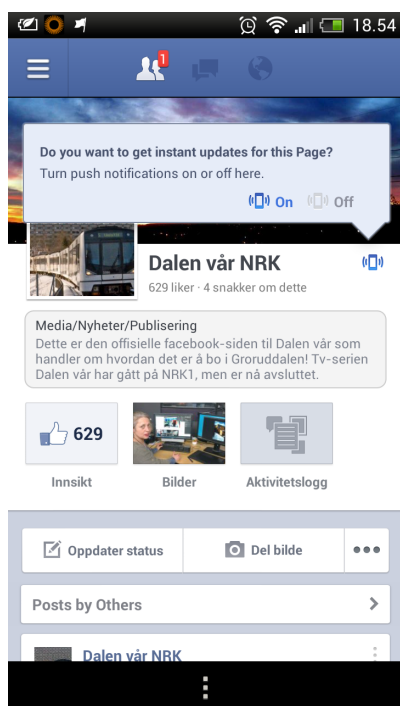 18.54
1
Do you want to get instant updates for this Page?
Turn push notifications on or off here.
On Off
Dalen vår NRK
629 liker · 4 snakker om dette
Media/Nyheter/Publisering
Dette er den offisielle facebook-siden til Dalen vår som
handler om hvordan det er å bo i Groruddalen! Tv-serien
Dalen vår har gått på NRK1, men er nå avsluttet.
629
Innsikt Bilder Aktivitetslogg
Oppdater status Del bilde
Posts by Others
Dalen vår NRK